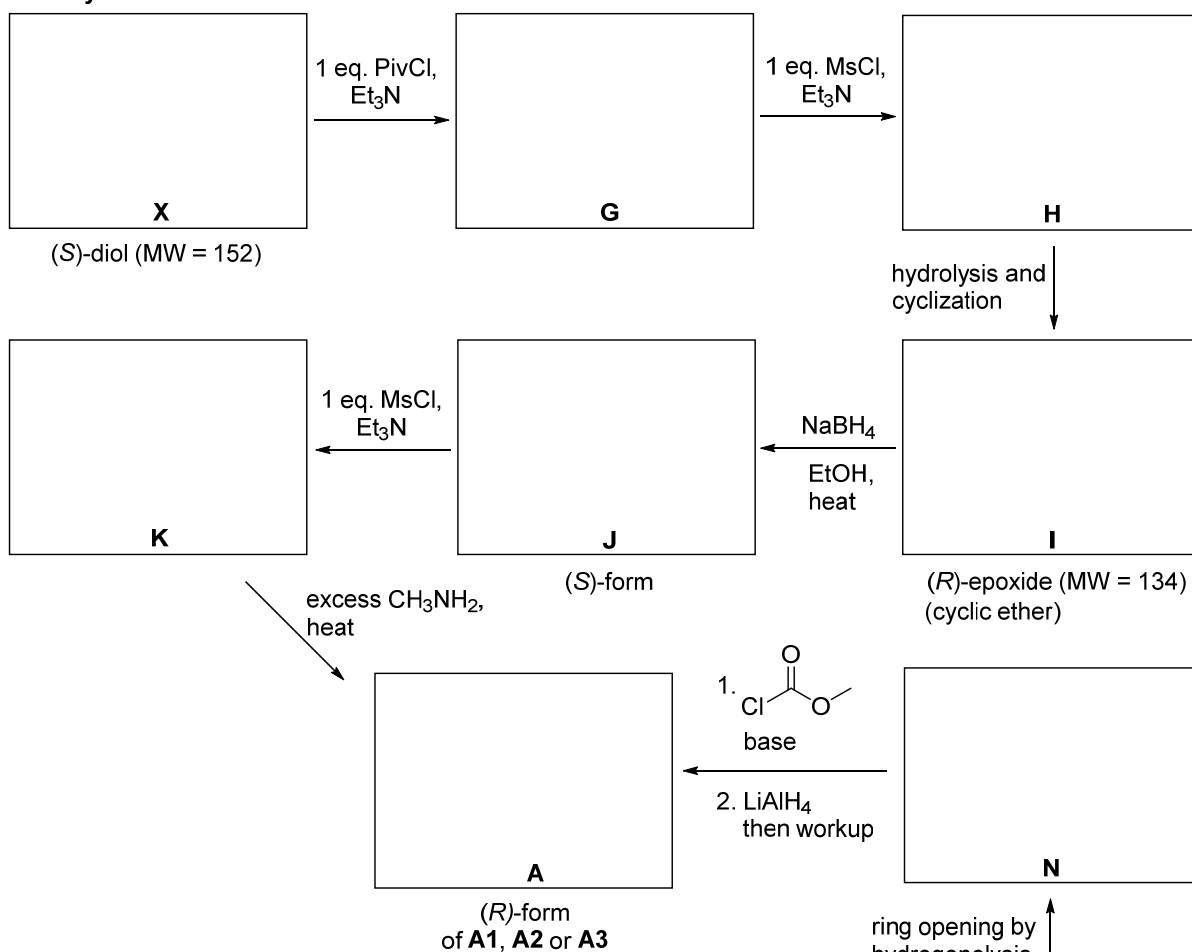 1 eq. PivCl,
Et3N
1 eq. MsCl,
Et3N
X
G
H
(S)-diol (MW = 152)
hydrolysis and
cyclization
1 eq. MsCl,
Et3N
NaBH4
EtOH,
heat
K
J
I
(S)-form
(R)-epoxide (MW = 134)
(cyclic ether)
excess CH3NH2,
heat
O
1.
Cl
O
base
2. LiAlH4
then workup
A
N
(R)-form
of A1, A2 or A3
ring opening by